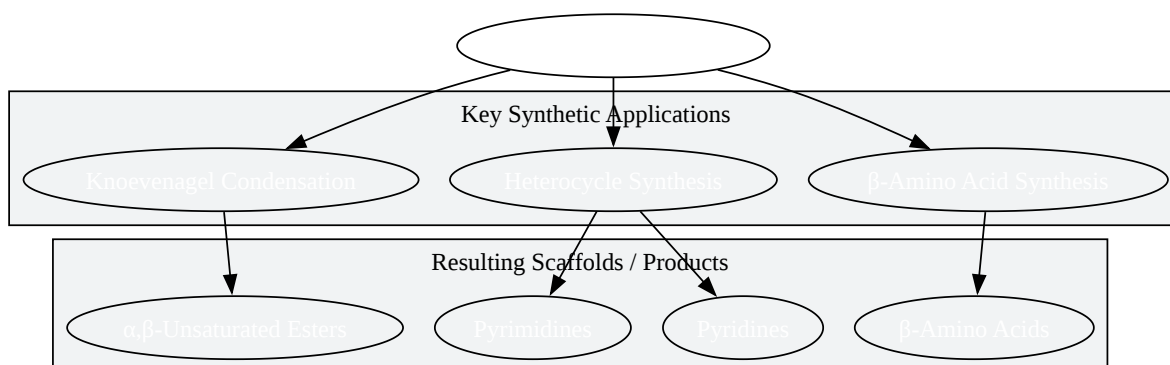 Key Synthetic Applications
Knoevenagel Condensation
Heterocycle Synthesis
β-Amino Acid Synthesis
Resulting Scaffolds / Products
α,β-Unsaturated Esters
Pyrimidines
Pyridines
β-Amino Acids